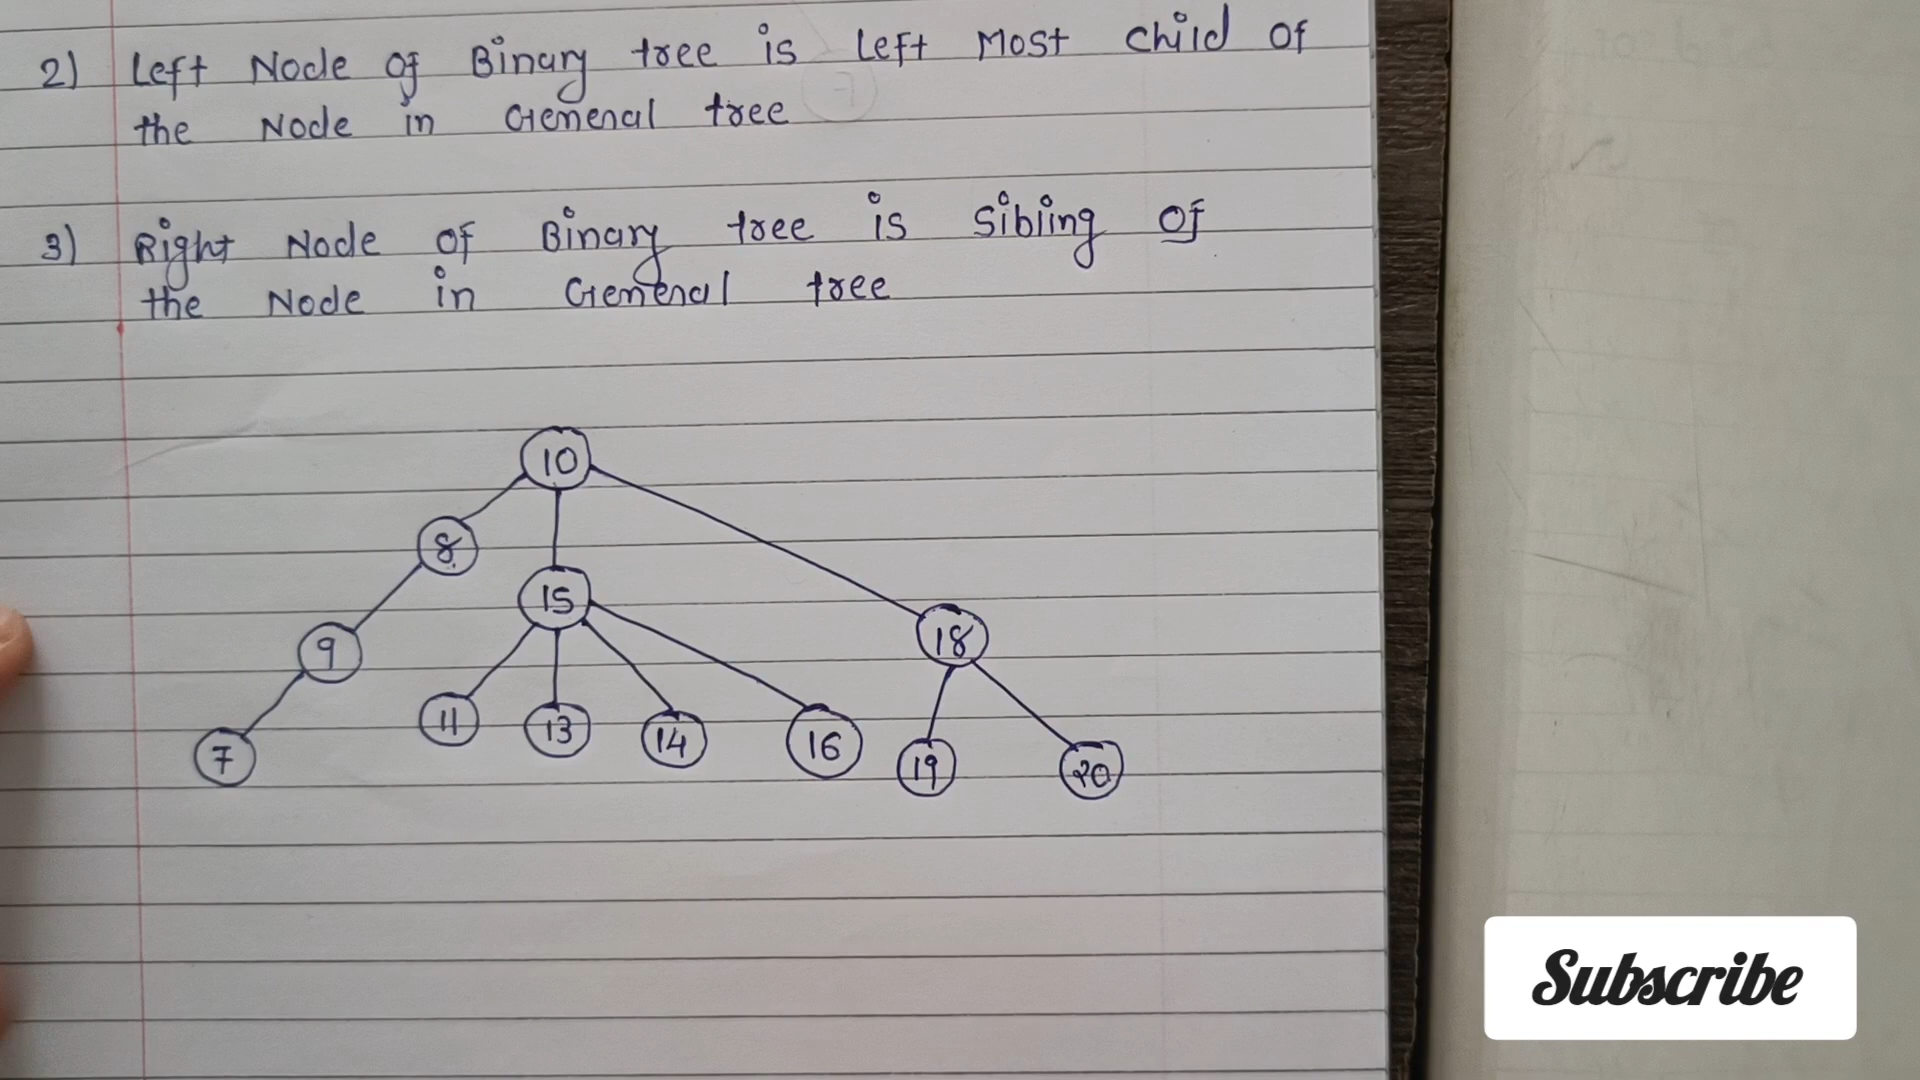 2) Left Node of Binary tree is Left Most Child of
the Node in General tree
3) Right Node of Binary tree is Sibling of
the Node in General tree
10
8
15
18
9
11 13 14 16
7
19 20
Subscribe